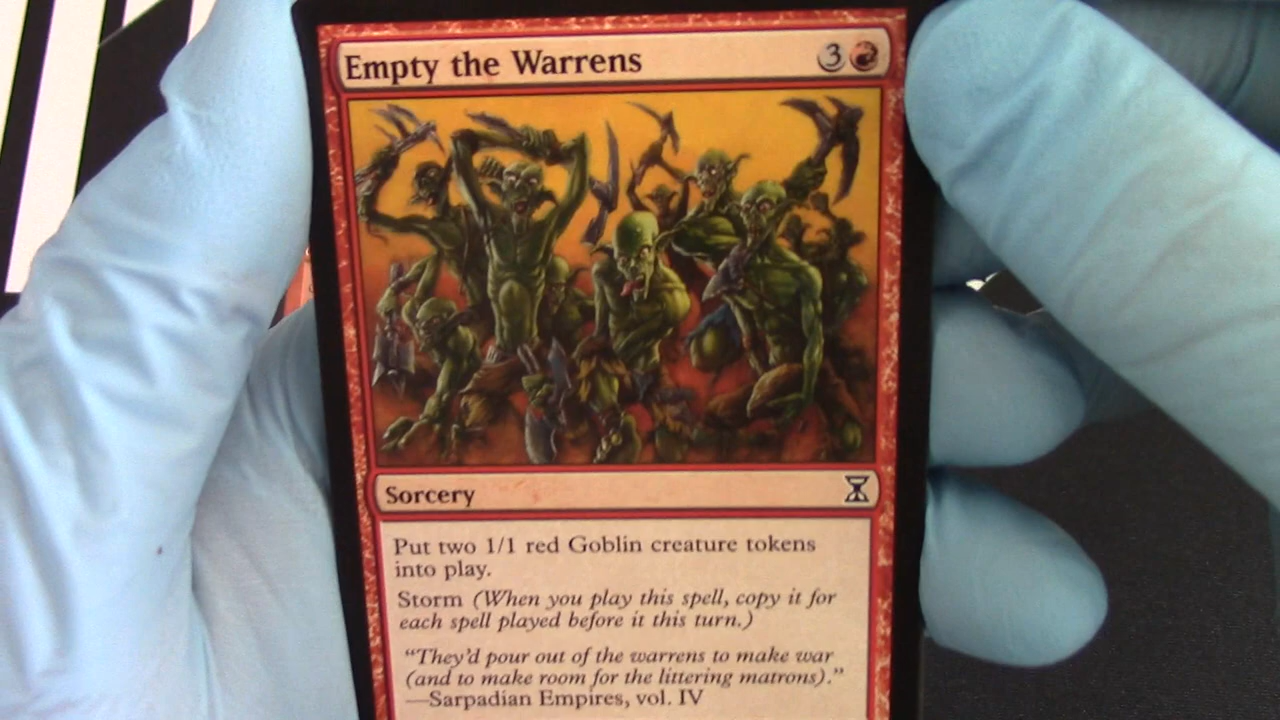 Empty the Warrens 3
Sorcery
Put two 1/1 red Goblin creature tokens
into play.
Storm (When you play this spell, copy it for
each spell played before it this turn.)
“They’d pour out of the warrens to make war
(and to make room for the littering matrons).”
—Sarpadian Empires, vol. IV